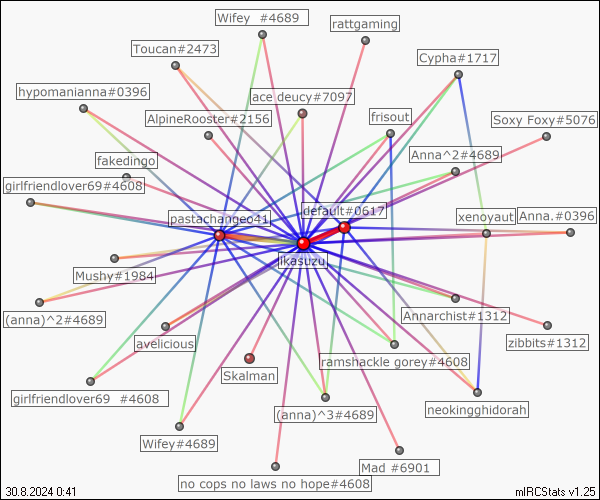 Wifey  #4689
rattgaming
Toucan#2473
Cypha#1717
hypomanianna#0396
ace deucy#7097
AlpineRooster#2156
frisout
Soxy Foxy#5076
fakedingo
Anna^2#4689
girlfriendlover69#4608
pastachargeo41
default#0617
xenoyaut
Anna.#0396
likastuzu
Mushy#1984
(anna)^2#4689
Annarchist#1312
avelicious
zibbits#1312
Skalman
ramshackle gorey#4608
girlfriendlover69  #4608
(anna)^3#4689
neokingghidorah
Wifey#4689
Mad #6901
no cops no laws no hope#4608
30.8.2024 0:41
mIRCStats v1.25